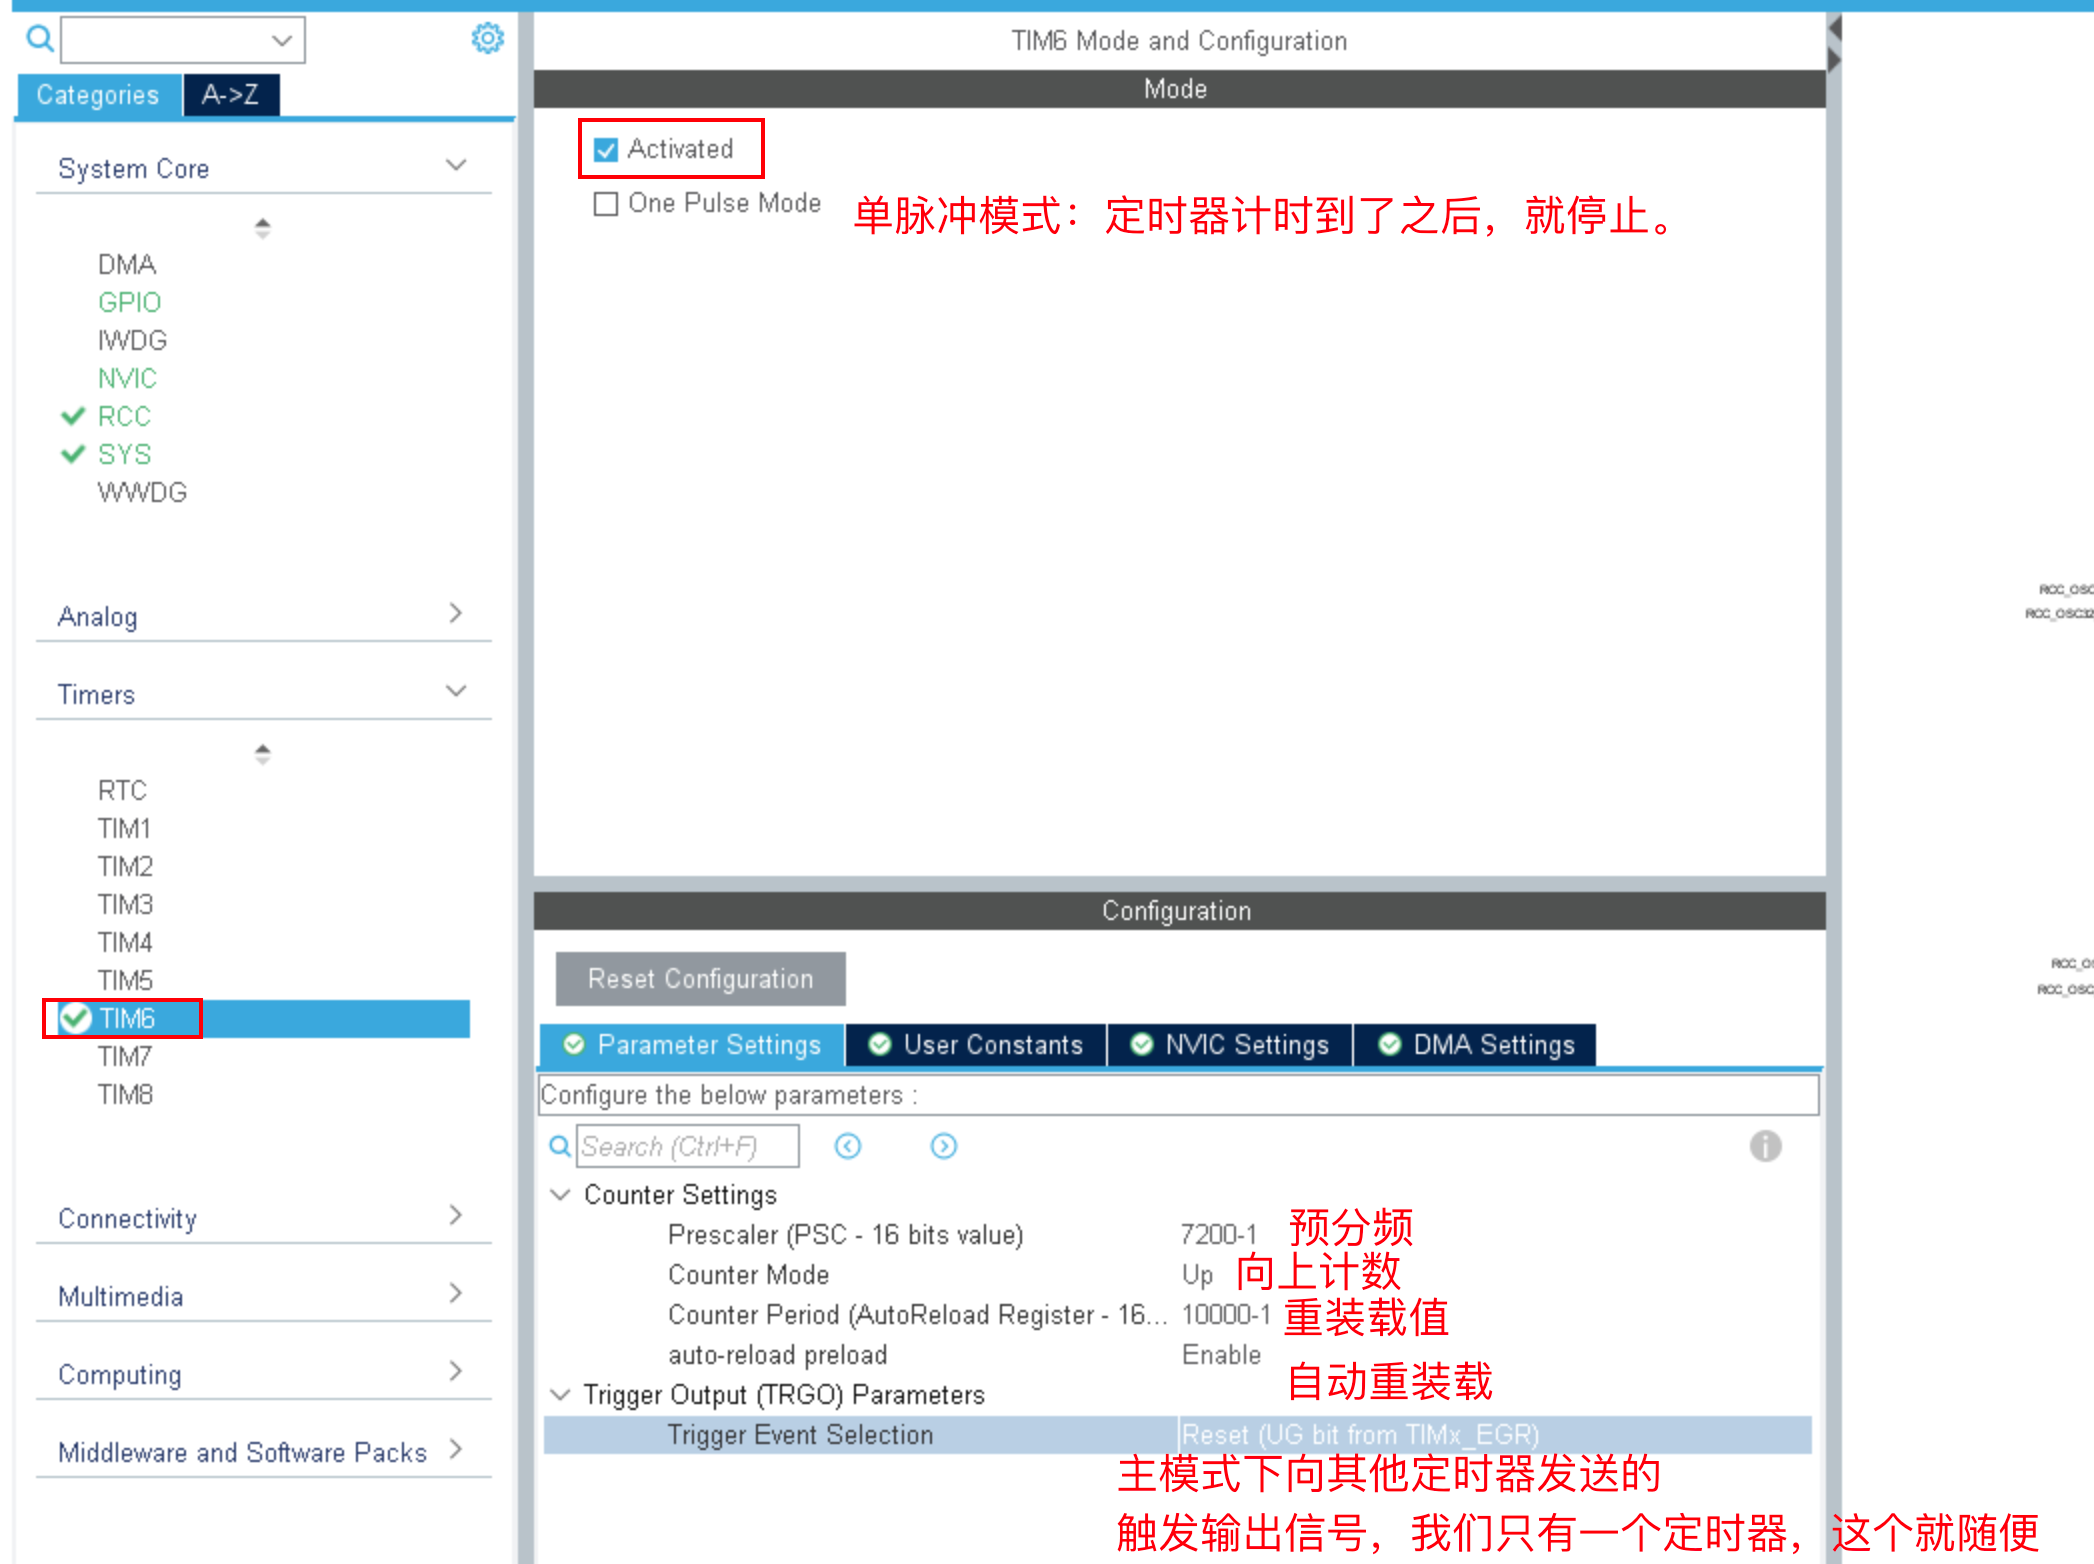 Categories
A->Z
System Core
DMA
GPIO
IWDG
NVIC
RCC
SYS
WWDG
Analog
Timers
RTC
TIM1
TIM2
TIM3
TIM4
TIM5
TIM6
TIM7
TIM8
Connectivity
Multimedia
Computing
Middleware and Software Packs
TIM6 Mode and Configuration
Mode
Activated
One Pulse Mode
单脉冲模式：定时器计时到了之后，就停止。
Configuration
Reset Configuration
Parameter Settings
User Constants
NVIC Settings
DMA Settings
Configure the below parameters :
Search (Ctrl+F)
Counter Settings
Prescaler (PSC - 16 bits value) 7200-1 预分频
Counter Mode Up 向上计数
Counter Period (AutoReload Register - 16... 10000-1 重装载值
auto-reload preload Enable 自动重装载
Trigger Output (TRGO) Parameters
Trigger Event Selection Reset (UG bit from TIMx_EGR)
主模式下向其他定时器发送的
触发输出信号，我们只有一个定时器，这个就随便
RCC_OSC
RCC_OSC32
RCC_OS
RCC_OSC